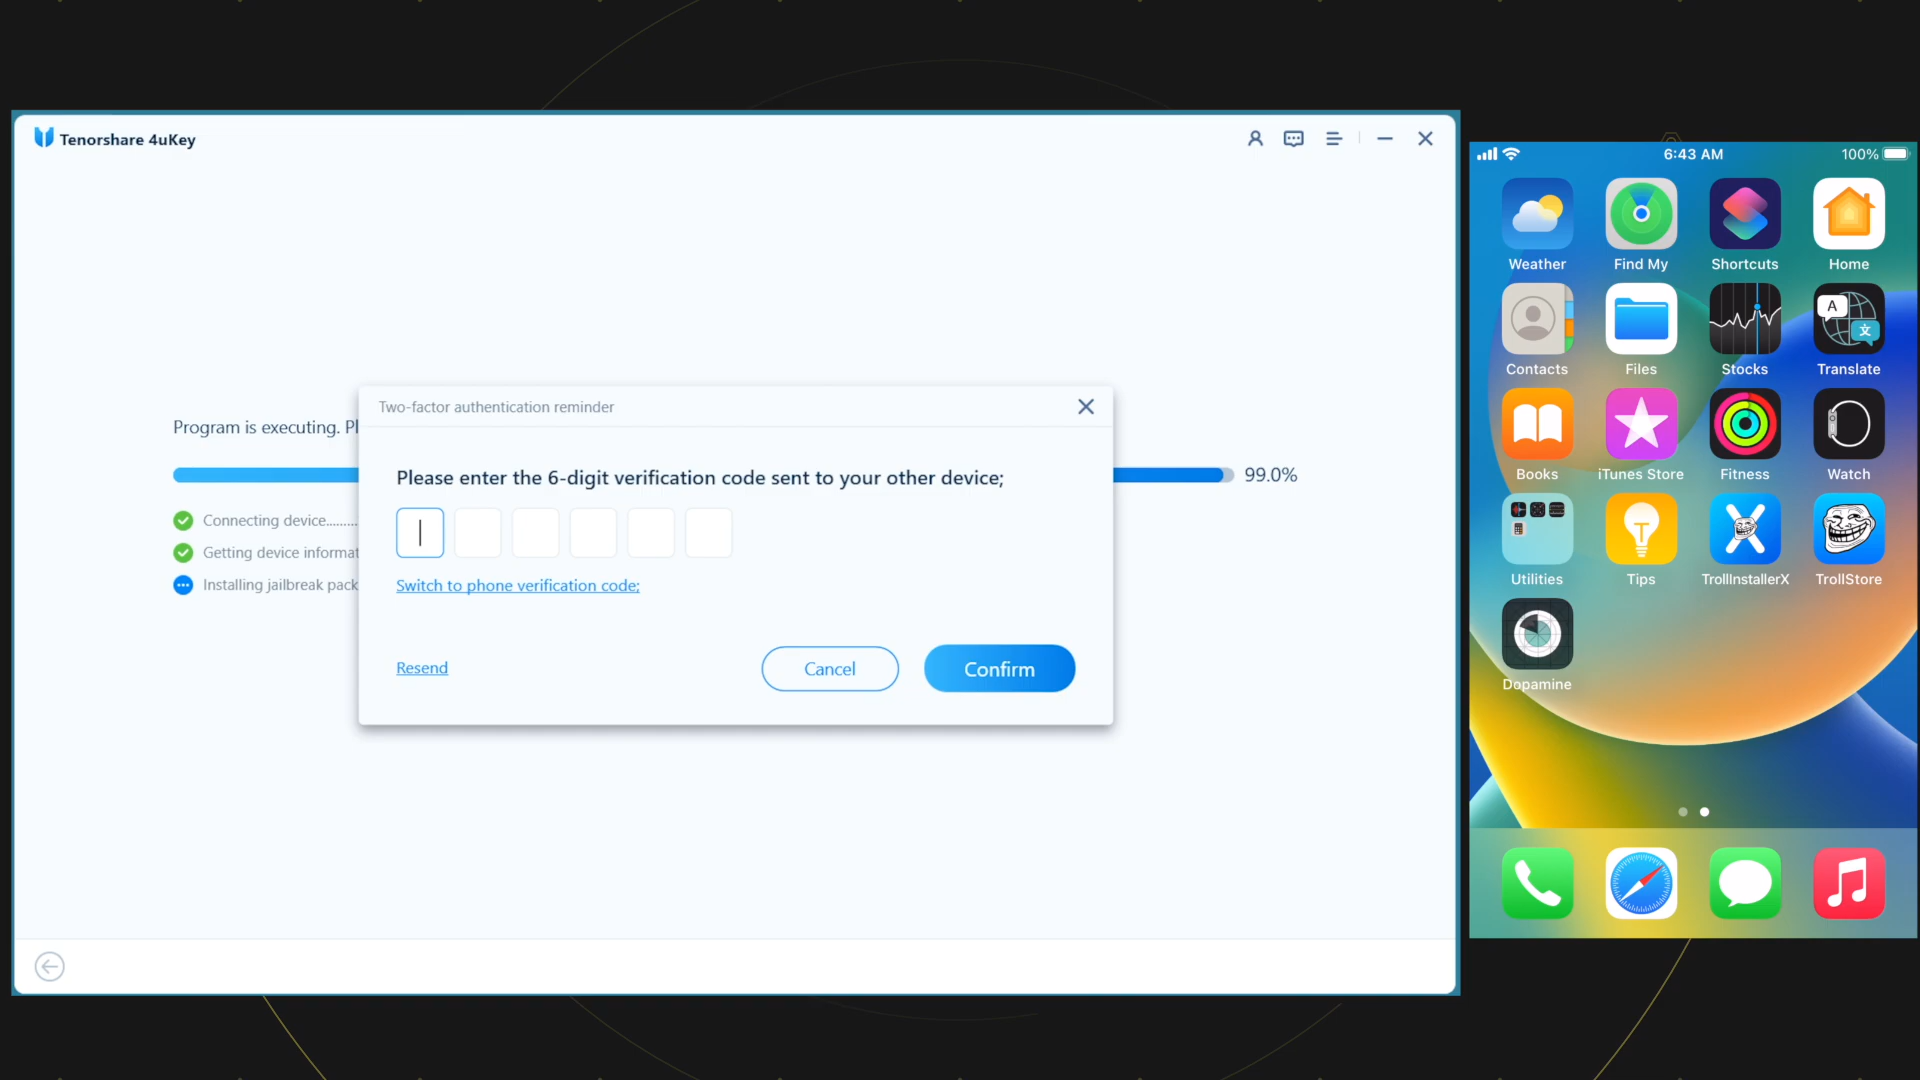 Tenorshare 4uKey
Program is executing. Pl
99.0%
Connecting device.........
Getting device informat
Installing jailbreak pack
Two-factor authentication reminder
Please enter the 6-digit verification code sent to your other device;
Switch to phone verification code;
Resend
Cancel
Confirm
6:43 AM
100%
Weather
Find My
Shortcuts
Home
A
文
Contacts
Files
Stocks
Translate
Books
iTunes Store
Fitness
Watch
Utilities
Tips
TrollInstallerX
TrollStore
Dopamine